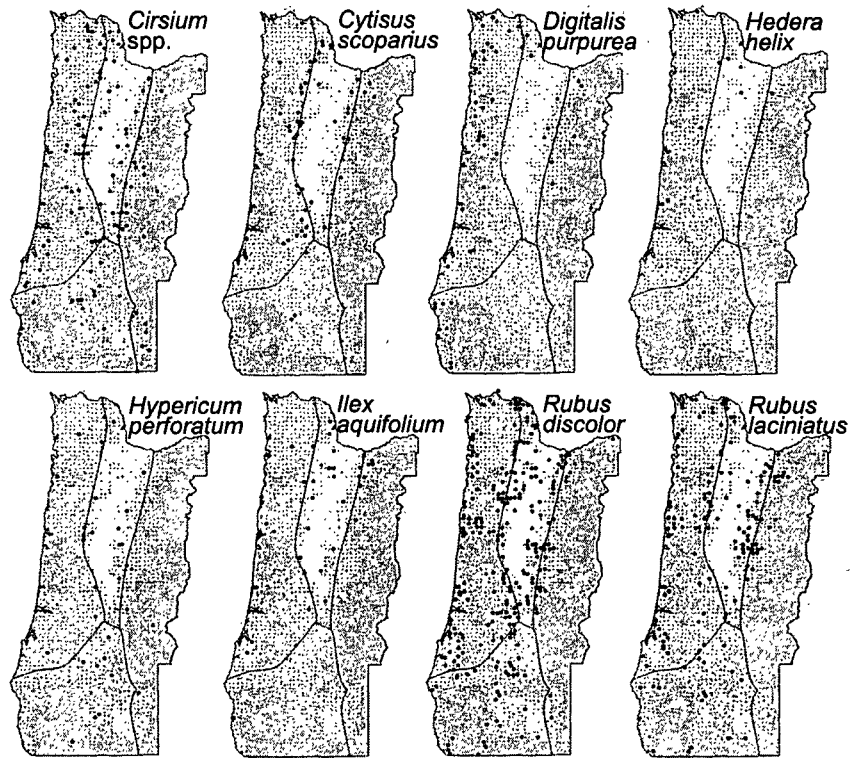 Cirsium
spp.
Cytisus
scoparius
Digitalis
purpurea
Hedera
helix
Hypericum
perforatum
Ilex
aquifolium
Rubus
discolor
Rubus
laciniatus